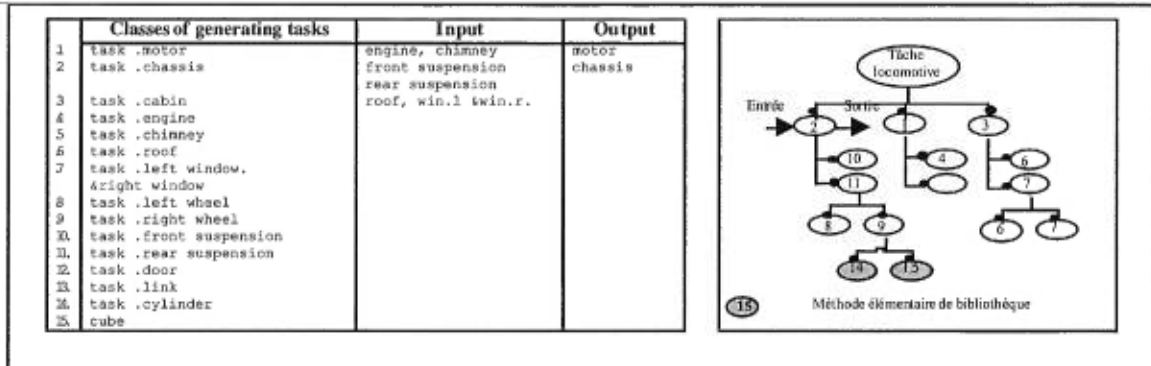 Classes of generating tasks Input Output
1 task .motor engine, chimney motor
2 task .chassis front suspension chassis
rear suspension
3 task .cabin roof, win.l &win.r.
4 task .engine
5 task .chimney
6 task .roof
7 task .left window.
&right window
8 task .left wheel
9 task .right wheel
10. task .front suspension
11. task .rear suspension
12. task .door
13. task .link
14. task .cylinder
15. cube
Tâche
locomotive
Entrée Sortie
2 1 3
10 4 6
11 7
8 9 6 7
14 15
15 Méthode élémentaire de bibliothèque